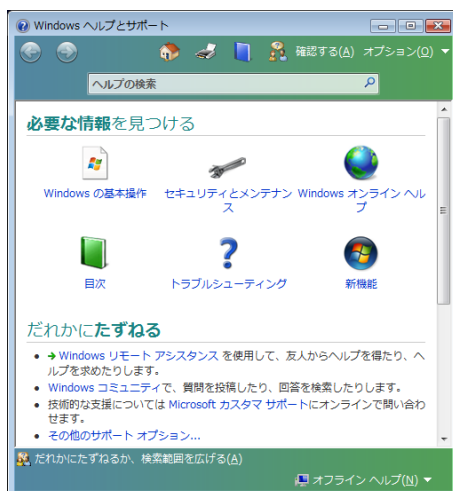 Windows ヘルプとサポート
確認する(A) オプション(O)
ヘルプの検索
必要な情報を見つける
Windows の基本操作
セキュリティとメンテナン
ス
Windows オンライン ヘル
プ
目次
トラブルシューティング
新機能
だれかにたずねる
Windows リモート アシスタンス を使用して、友人からヘルプを得たり、ヘ
ルプを求めたりします。
Windows コミュニティで、質問を投稿したり、回答を検索したりします。
技術的な支援については Microsoft カスタマ サポートにオンラインで問い合わ
せます。
その他のサポート オプション...
だれかにたずねるか、検索範囲を広げる(A)
オフライン ヘルプ(N)